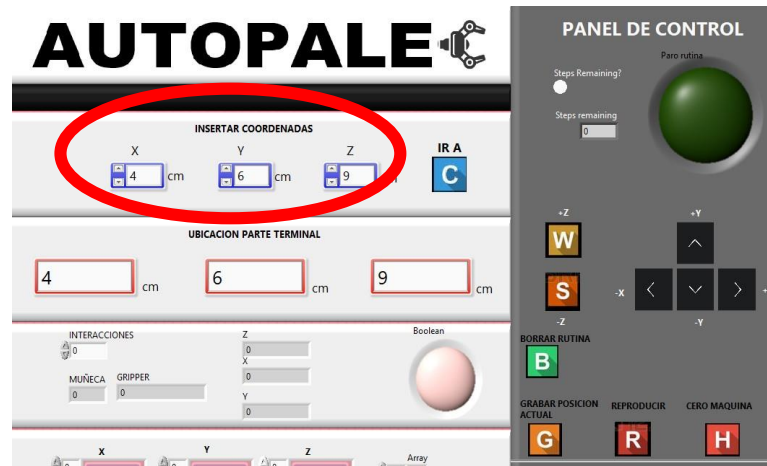 AUTOPALE
INSERTAR COORDENADAS
X Y Z IR A
4 cm 6 cm 9 C
UBICACION PARTE TERMINAL
4 cm 6 cm 9 cm
INTERACCIONES Z Boolean
0 0
X
MUÑECA GRIPPER 0
0 0 Y
0
X Y Z Array
PANEL DE CONTROL
Paro rutina
Steps Remaining?
Steps remaining
0
+Z +Y
W
S -X
-Z -Y
BORRAR RUTINA
B
GRABAR POSICION REPRODUCIR CERO MAQUINA
ACTUAL
G R H